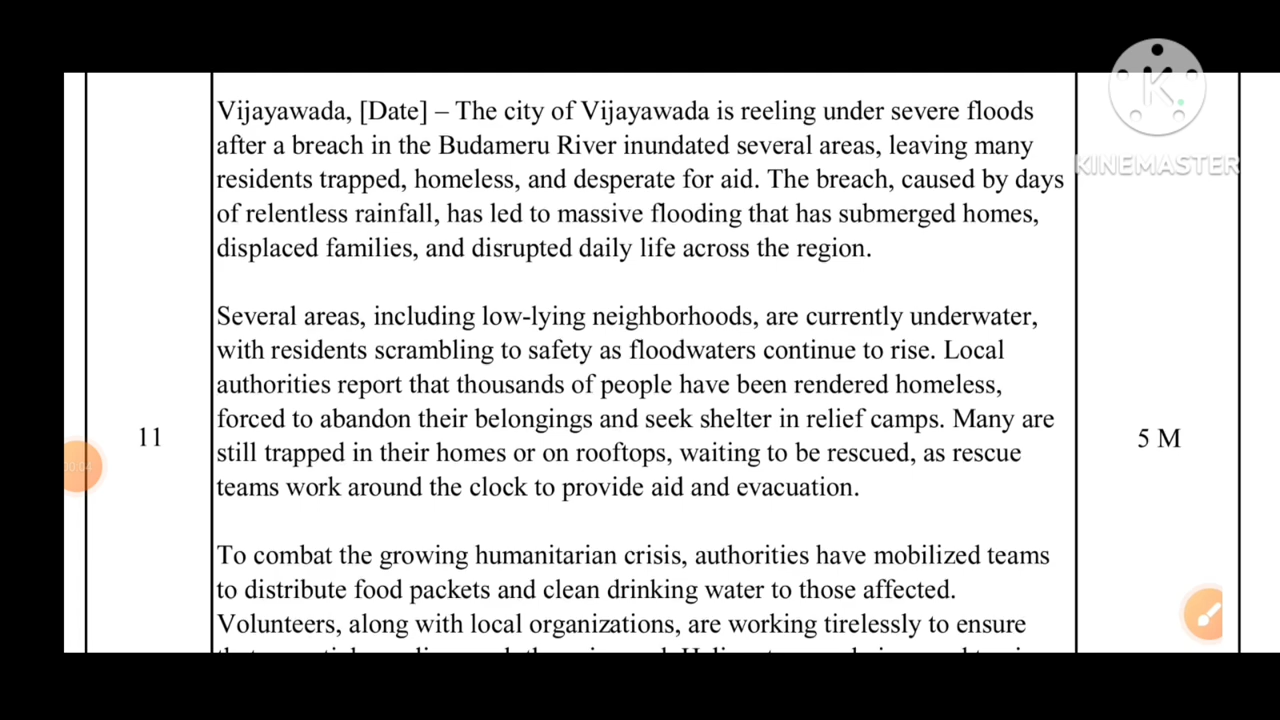 KINEMASTER
Vijayawada, [Date] – The city of Vijayawada is reeling under severe floods
after a breach in the Budameru River inundated several areas, leaving many
residents trapped, homeless, and desperate for aid. The breach, caused by days
of relentless rainfall, has led to massive flooding that has submerged homes,
displaced families, and disrupted daily life across the region.
Several areas, including low-lying neighborhoods, are currently underwater,
with residents scrambling to safety as floodwaters continue to rise. Local
authorities report that thousands of people have been rendered homeless,
forced to abandon their belongings and seek shelter in relief camps. Many are
still trapped in their homes or on rooftops, waiting to be rescued, as rescue
teams work around the clock to provide aid and evacuation.
11
5 M
00:04
To combat the growing humanitarian crisis, authorities have mobilized teams
to distribute food packets and clean drinking water to those affected.
Volunteers, along with local organizations, are working tirelessly to ensure